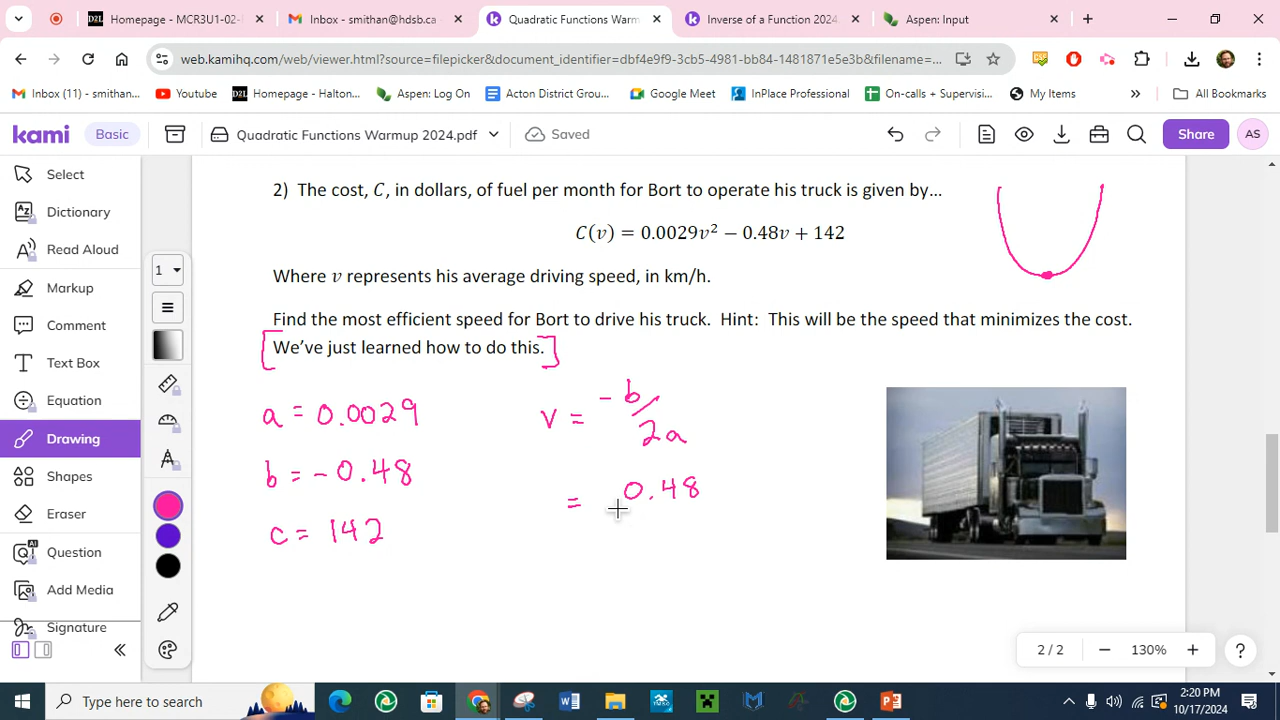 Homepage - MCR3U1-02-
Inbox - smithan@hdsb.ca
Quadratic Functions Warm
Inverse of a Function 2024
Aspen: Input
web.kamihq.com/web/viewer.html?source=filepicker&document_identifier=dbf4e9f9-3cb5-4981-bb84-1481871e5e3b&filename=...
Inbox (11) - smithan...
YouTube
Homepage - Halton...
Aspen: Log On
Acton District Grou...
Google Meet
InPlace Professional
On-calls + Supervisi...
My Items
All Bookmarks
kami
Basic
Quadratic Functions Warmup 2024.pdf
Saved
Share
AS
Select
Dictionary
Read Aloud
Markup
Comment
Text Box
Equation
Drawing
Shapes
Eraser
Question
Add Media
Signature
1
2) The cost, C, in dollars, of fuel per month for Bort to operate his truck is given by…
C(v) = 0.0029v² − 0.48v + 142
Where v represents his average driving speed, in km/h.
Find the most efficient speed for Bort to drive his truck. Hint: This will be the speed that minimizes the cost.
[We've just learned how to do this.]
a = 0.0029
b = -0.48
c = 142
v = -b/2a
= 0.48
2 / 2
130%
Type here to search
2:20 PM
10/17/2024